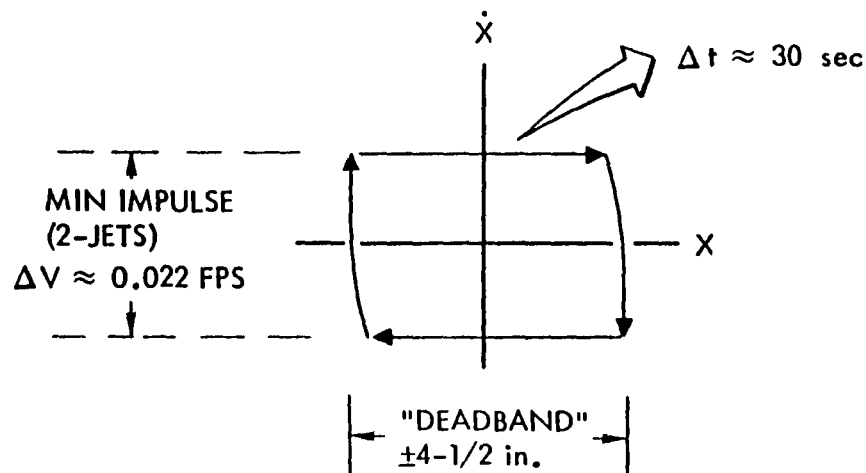 Ẋ
Δt ≈ 30 sec
MIN IMPULSE
(2-JETS)
ΔV ≈ 0.022 FPS
X
"DEADBAND"
±4-1/2 in.